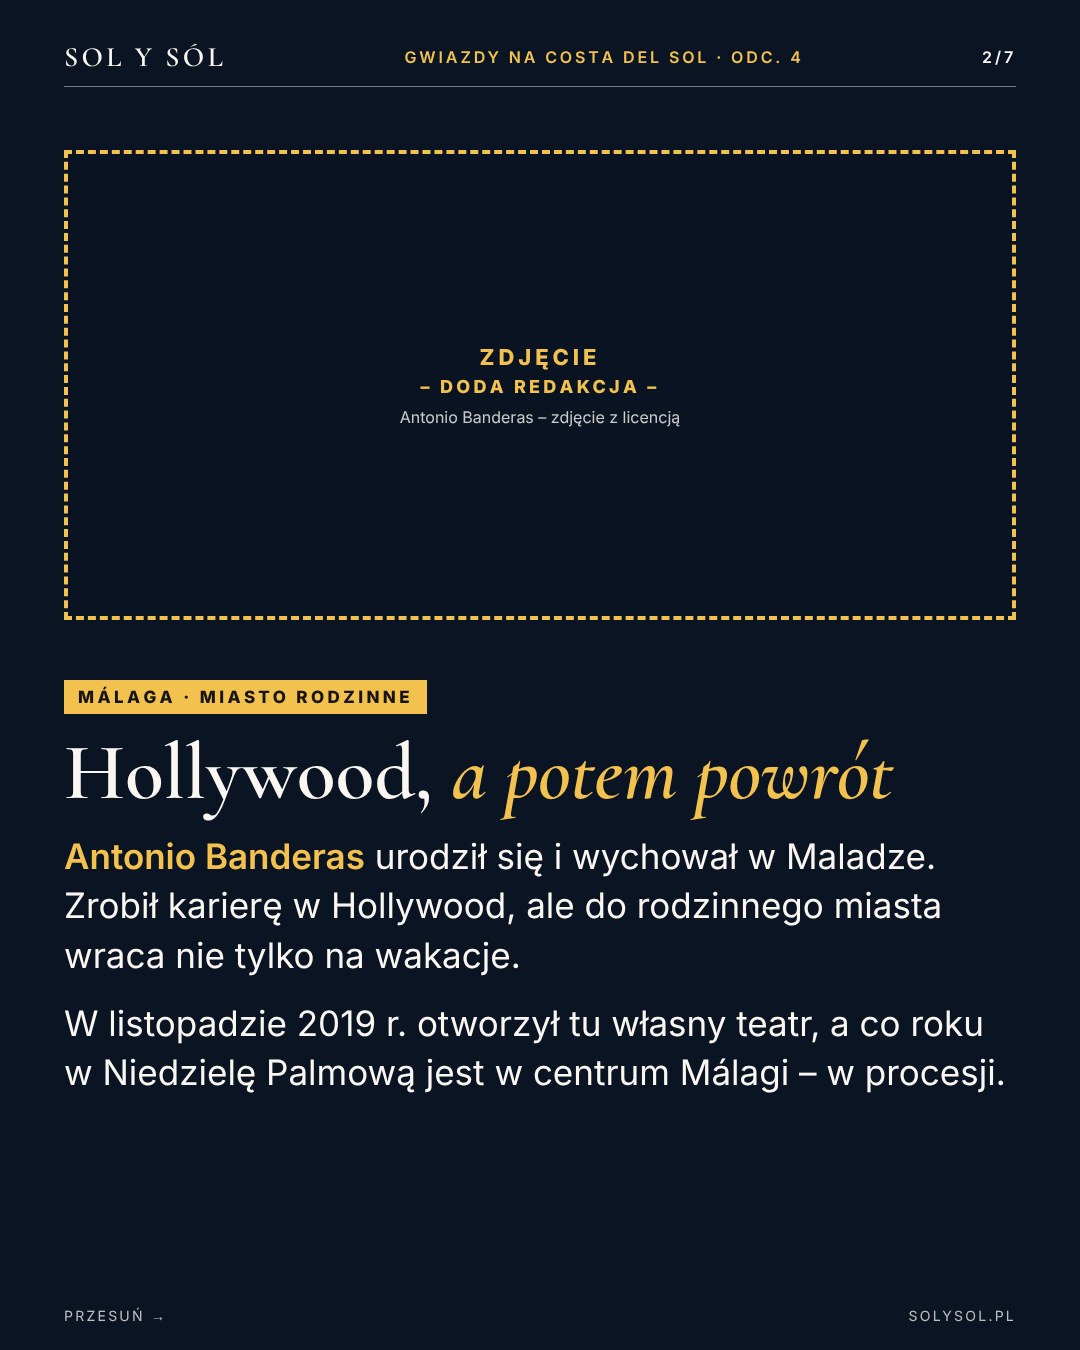 SOL Y SÓL
GWIAZDY NA COSTA DEL SOL · ODC. 4
2/7
ZDJĘCIE
– DODA REDAKCJA –
Antonio Banderas – zdjęcie z licencją
MÁLAGA · MIASTO RODZINNE
Hollywood, a potem powrót
Antonio Banderas urodził się i wychował w Maladze.
Zrobił karierę w Hollywood, ale do rodzinnego miasta
wraca nie tylko na wakacje.
W listopadzie 2019 r. otworzył tu własny teatr, a co roku
w Niedzielę Palmową jest w centrum Málagi – w procesji.
PRZESUŃ →
SOLYSOL.PL